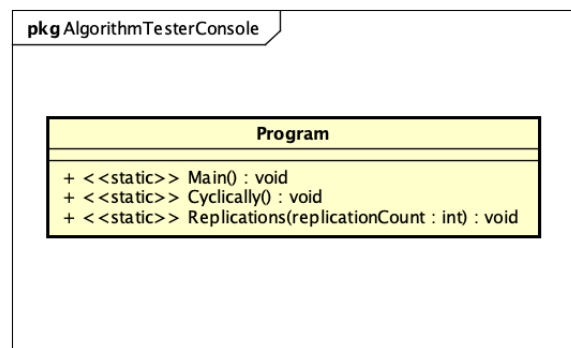 pkg AlgorithmTesterConsole
Program
+ <<static>> Main() : void
+ <<static>> Cyclically() : void
+ <<static>> Replications(replicationCount : int) : void